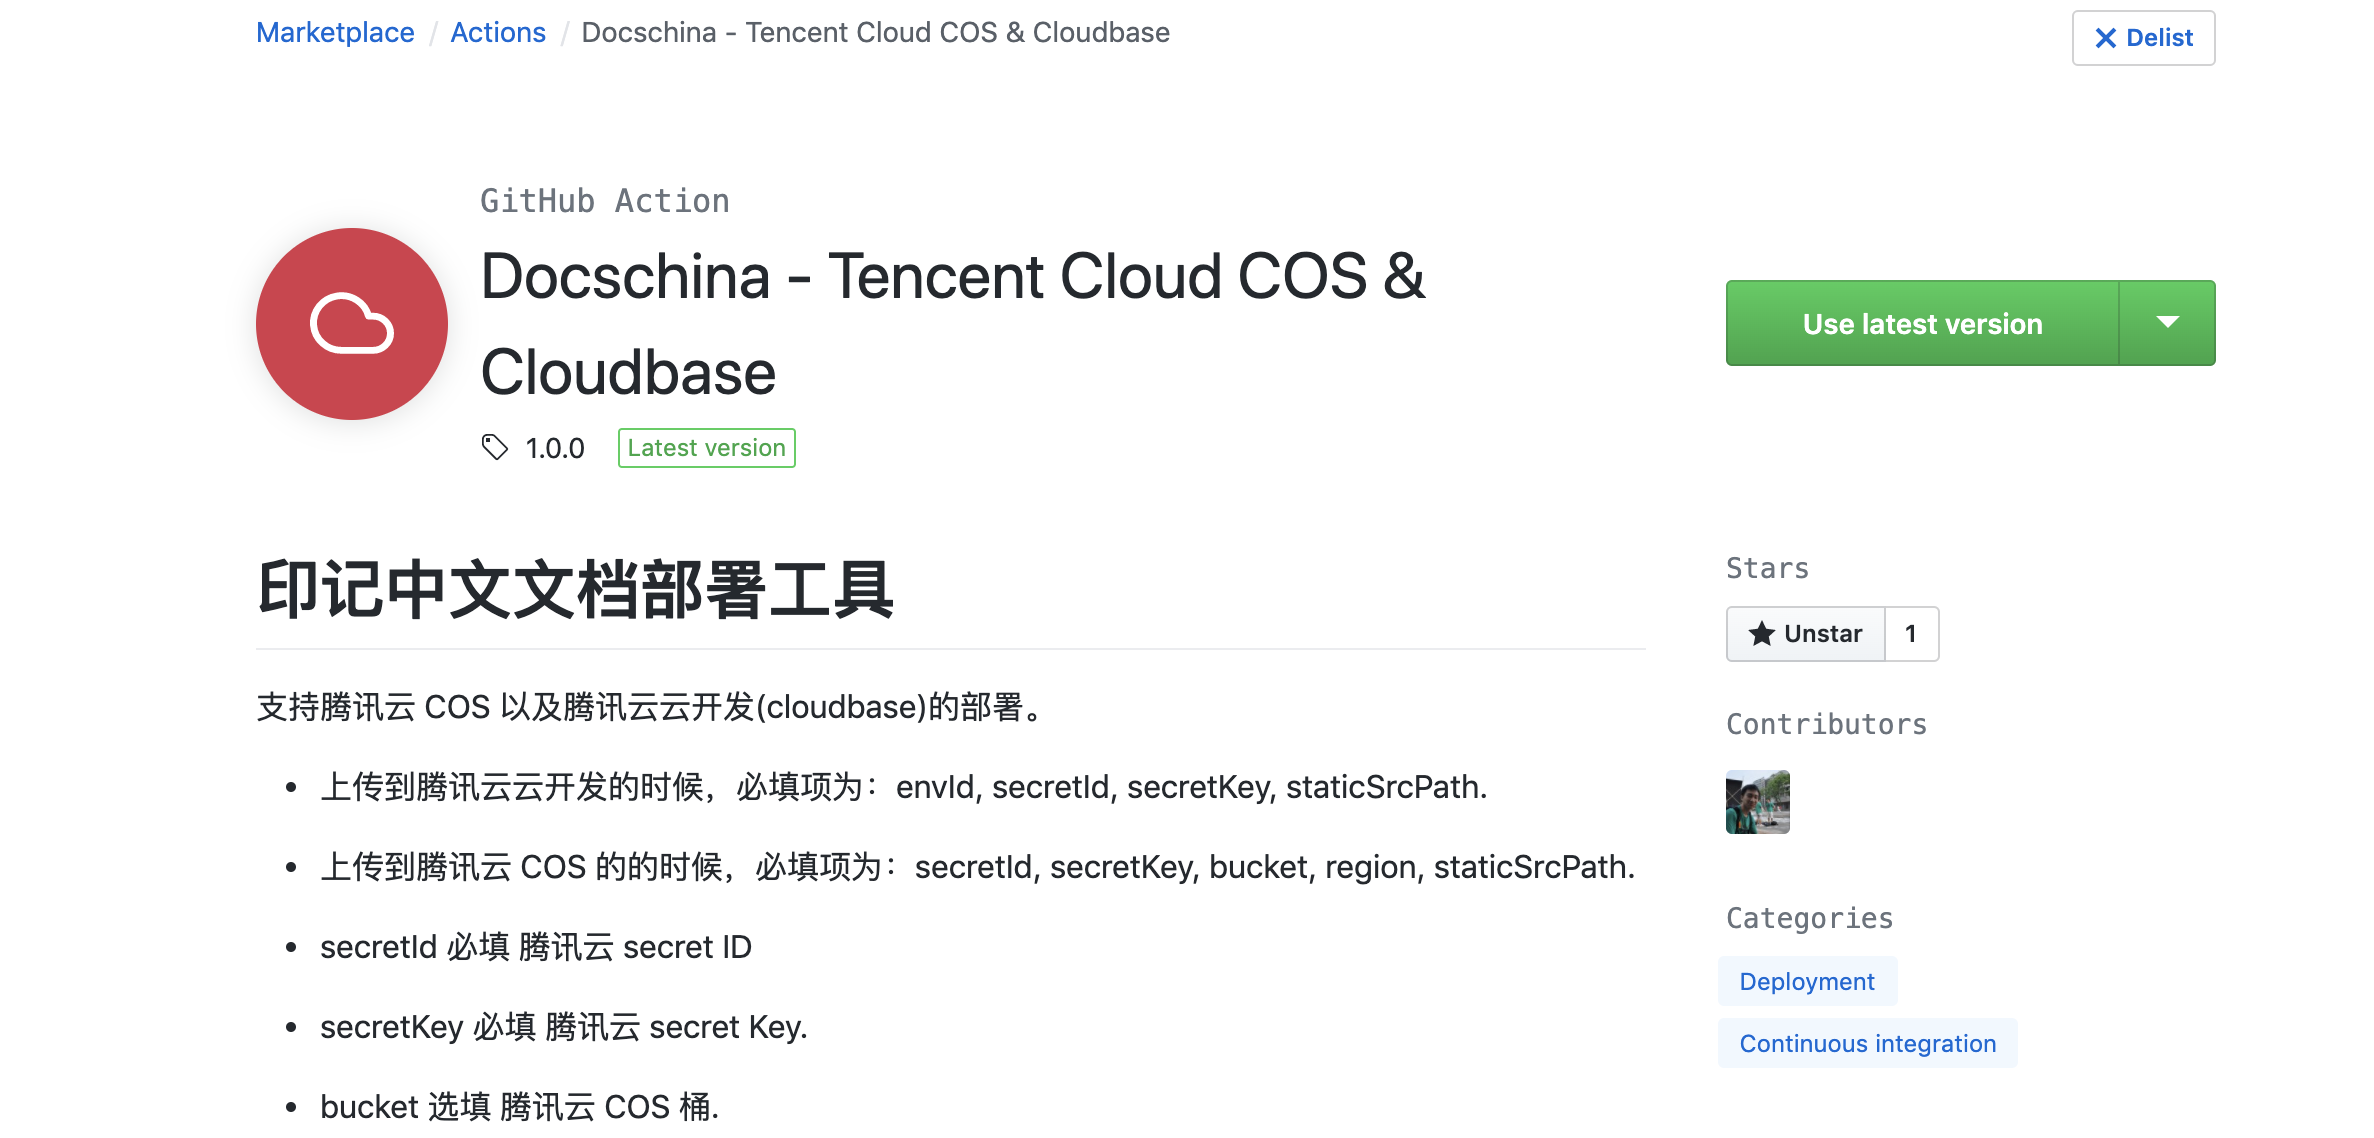 Marketplace / Actions / Docschina - Tencent Cloud COS & Cloudbase
Delist
GitHub Action
Docschina - Tencent Cloud COS &
Cloudbase
1.0.0 Latest version
Use latest version
印记中文文档部署工具
支持腾讯云 COS 以及腾讯云云开发(cloudbase)的部署。
• 上传到腾讯云云开发的时候，必填项为：envId, secretId, secretKey, staticSrcPath.
• 上传到腾讯云 COS 的的时候，必填项为：secretId, secretKey, bucket, region, staticSrcPath.
• secretId 必填 腾讯云 secret ID
• secretKey 必填 腾讯云 secret Key.
• bucket 选填 腾讯云 COS 桶.
Stars
Unstar 1
Contributors
Categories
Deployment
Continuous integration